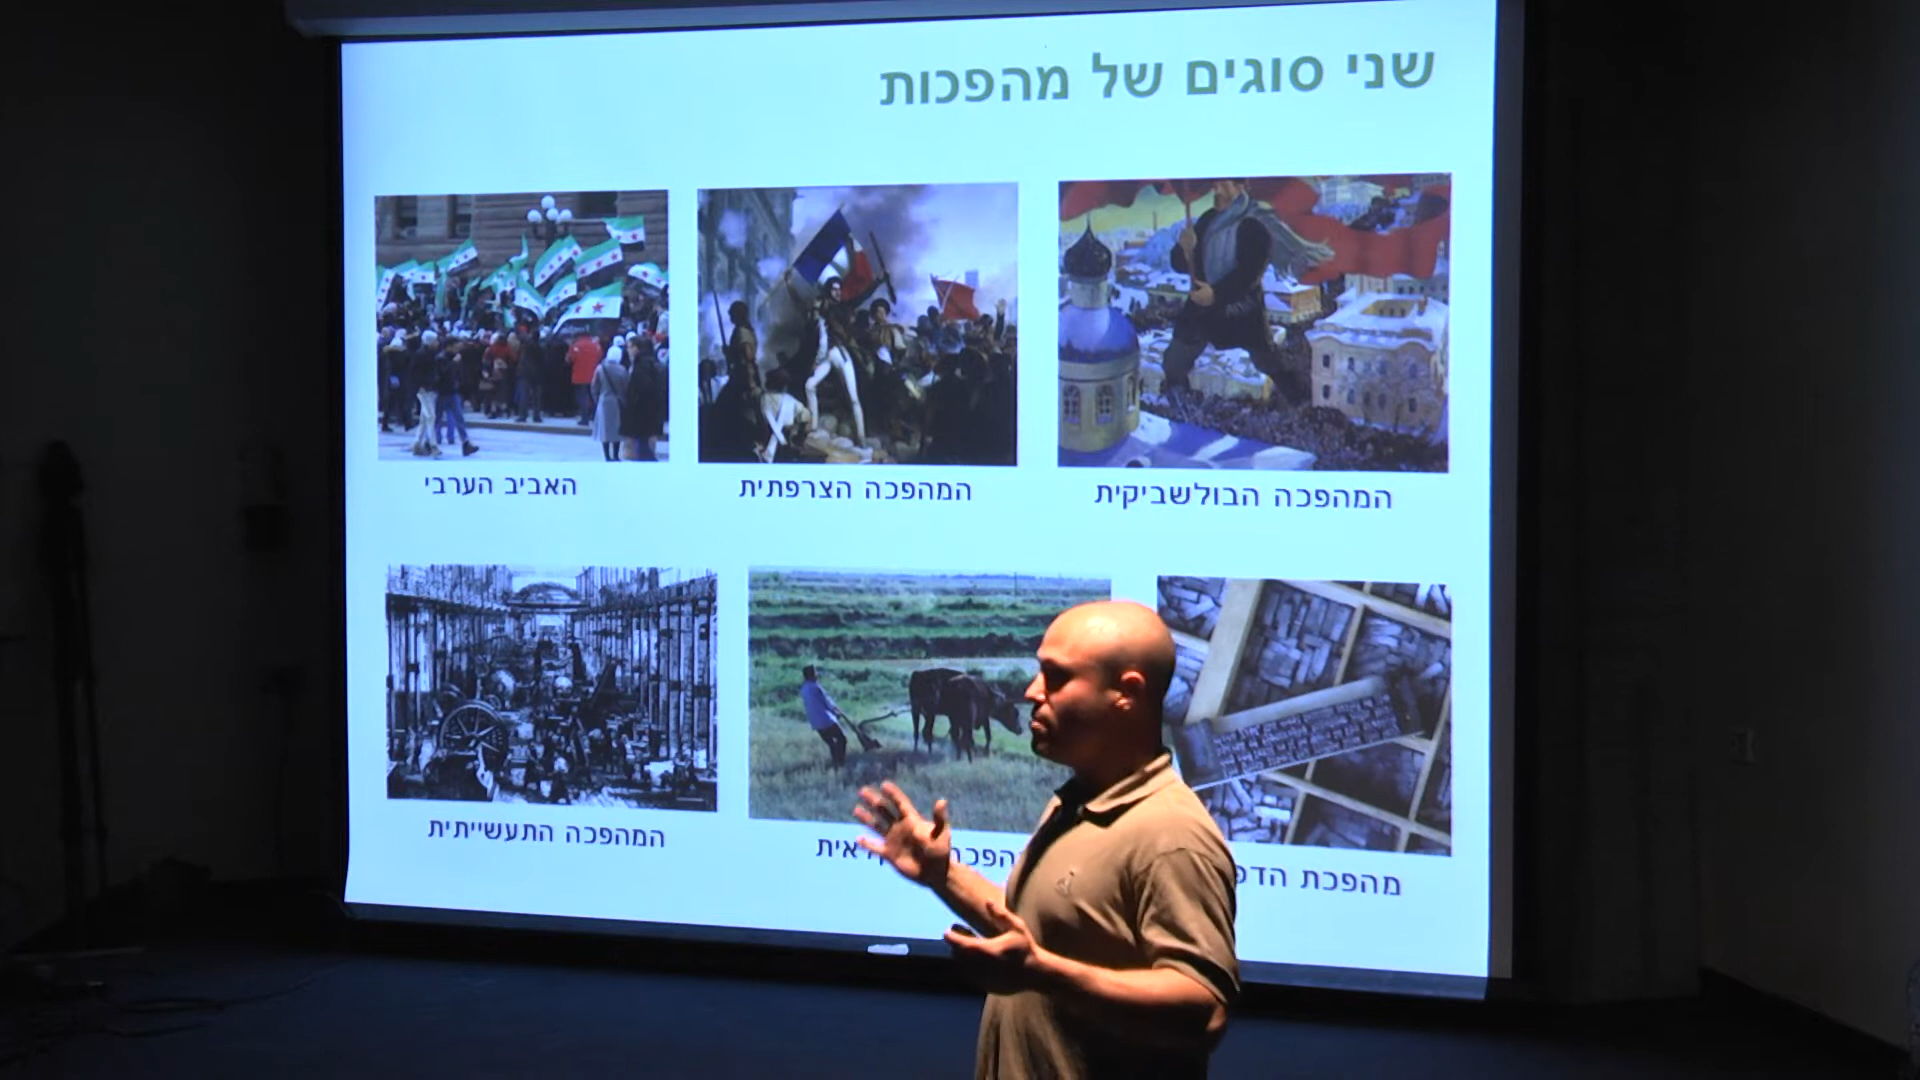 שני סוגים של מהפכות
המהפכה הבולשביקית
המהפכה הצרפתית
האביב הערבי
מהפכת
המהפכה התעשייתית